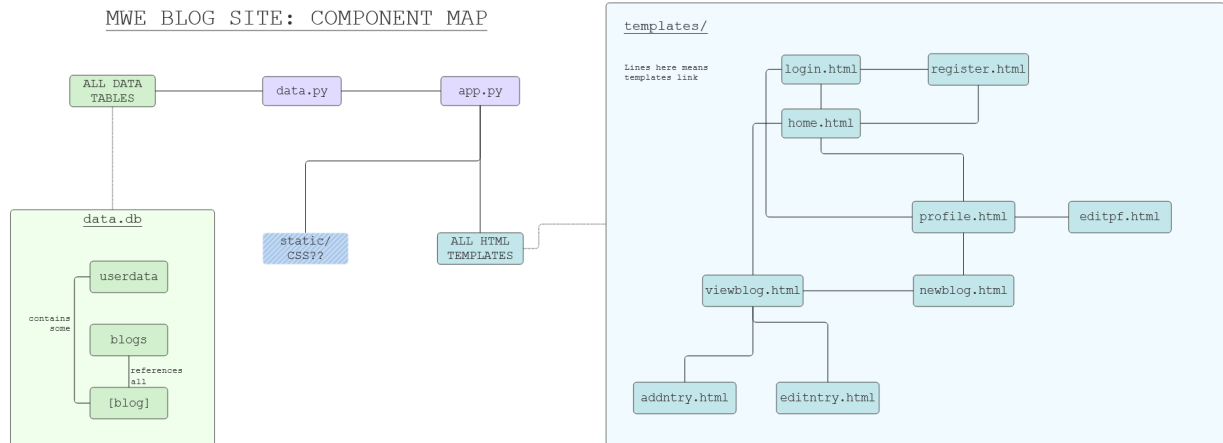 MWE BLOG SITE: COMPONENT MAP
ALL DATA
TABLES
data.py
app.py
static/
CSS??
ALL HTML
TEMPLATES
data.db
userdata
contains
some
blogs
references
all
[blog]
templates/
Lines here means
templates link
login.html
register.html
home.html
profile.html
editpf.html
viewblog.html
newblog.html
addntry.html
editntry.html